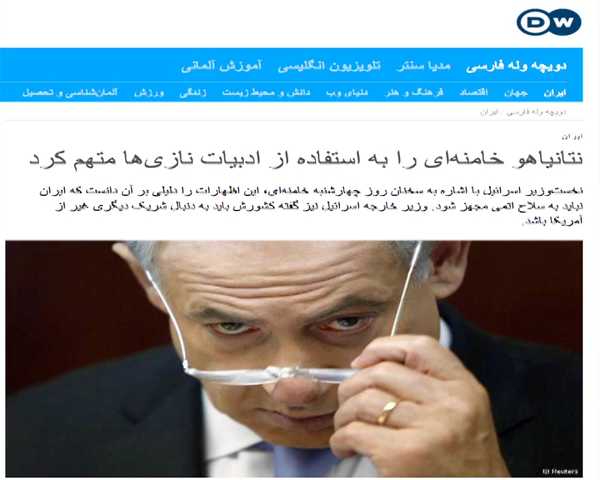 DW
دویچه وله فارسی مدیا سنتر تلویزیون انگلیسی آموزش آلمانی
ایران جهان اقتصاد فرهنگ و هنر دنیای وب دانش و محیط زیست زندگی ورزش آلمان‌شناسی و تحصیل
دویچه وله فارسی / ایران
ایران
نتانیاهو خامنه‌ای را به استفاده از ادبیات نازی‌ها متهم کرد
نخست‌وزیر اسرائیل با اشاره به سخنان روز چهارشنبه خامنه‌ای، این اظهارات را دلیلی بر آن دانست که ایران
نباید به سلاح اتمی مجهز شود. وزیر خارجه اسرائیل نیز گفته کشورش باید به دنبال شریک دیگری غیر از
آمریکا باشد.
© Reuters